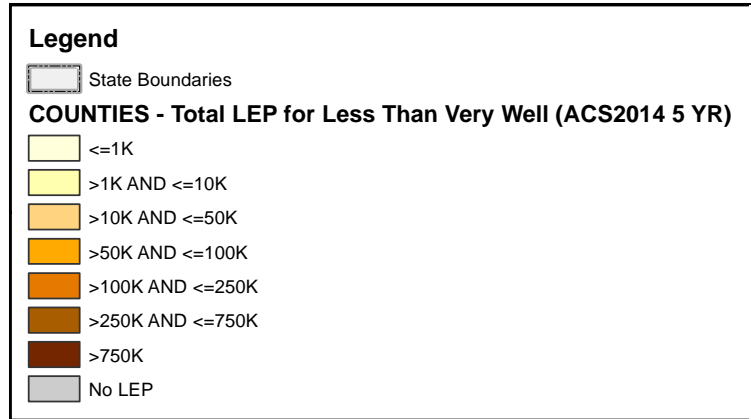 Legend
State Boundaries
COUNTIES - Total LEP for Less Than Very Well (ACS2014 5 YR)
<=1K
>1K AND <=10K
>10K AND <=50K
>50K AND <=100K
>100K AND <=250K
>250K AND <=750K
>750K
No LEP